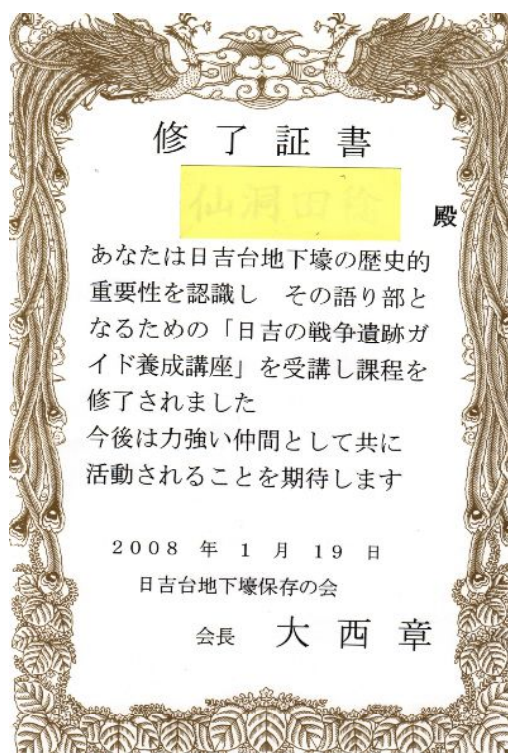 修了証書
殿
あなたは日吉台地下壕の歴史的
重要性を認識し　その語り部と
なるための「日吉の戦争遺跡ガ
イド養成講座」を受講し課程を
修了されました
今後は力強い仲間として共に
活動されることを期待します
2008 年 1 月 19 日
日吉台地下壕保存の会
会長　大西章